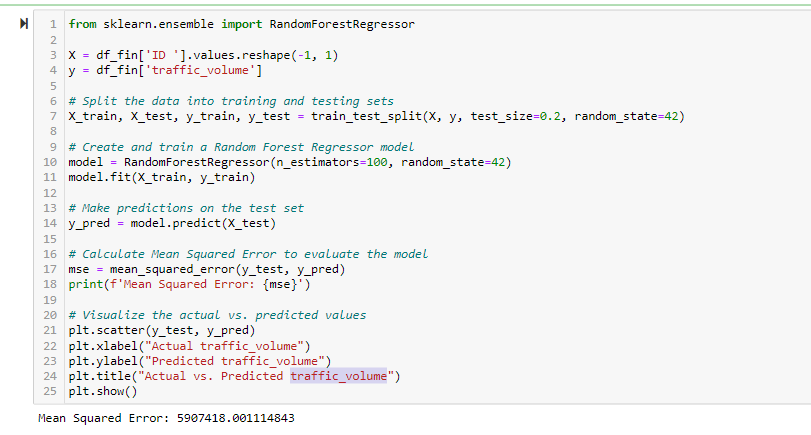 1 from sklearn.ensemble import RandomForestRegressor
2
3 X = df_fin['ID '].values.reshape(-1, 1)
4 y = df_fin['traffic_volume']
5
6 # Split the data into training and testing sets
7 X_train, X_test, y_train, y_test = train_test_split(X, y, test_size=0.2, random_state=42)
8
9 # Create and train a Random Forest Regressor model
10 model = RandomForestRegressor(n_estimators=100, random_state=42)
11 model.fit(X_train, y_train)
12
13 # Make predictions on the test set
14 y_pred = model.predict(X_test)
15
16 # Calculate Mean Squared Error to evaluate the model
17 mse = mean_squared_error(y_test, y_pred)
18 print(f'Mean Squared Error: {mse}')
19
20 # Visualize the actual vs. predicted values
21 plt.scatter(y_test, y_pred)
22 plt.xlabel("Actual traffic_volume")
23 plt.ylabel("Predicted traffic_volume")
24 plt.title("Actual vs. Predicted traffic_volume")
25 plt.show()
Mean Squared Error: 5907418.001114843